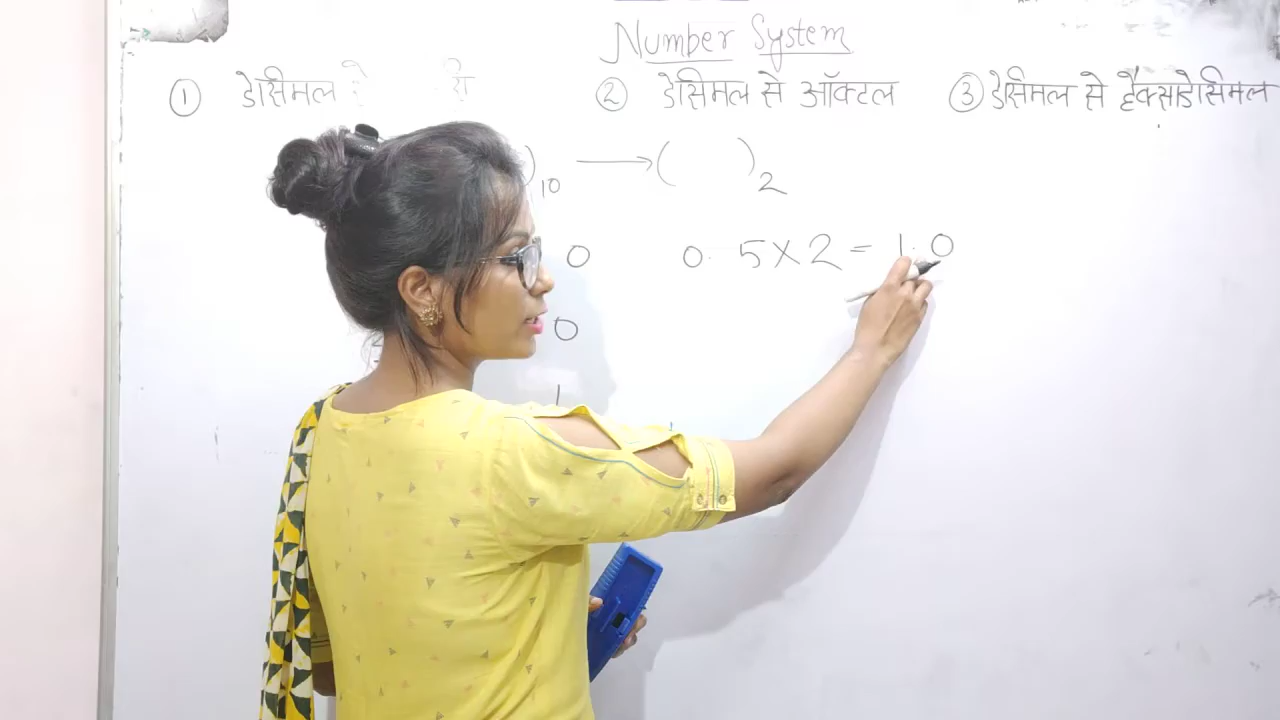 Number System
① डेसिमल ② डेसिमल से ऑक्टल ③ डेसिमल से हैक्साडेसिमल
)10 → ( )2
0 0. 5 × 2 = 1.0
0
1